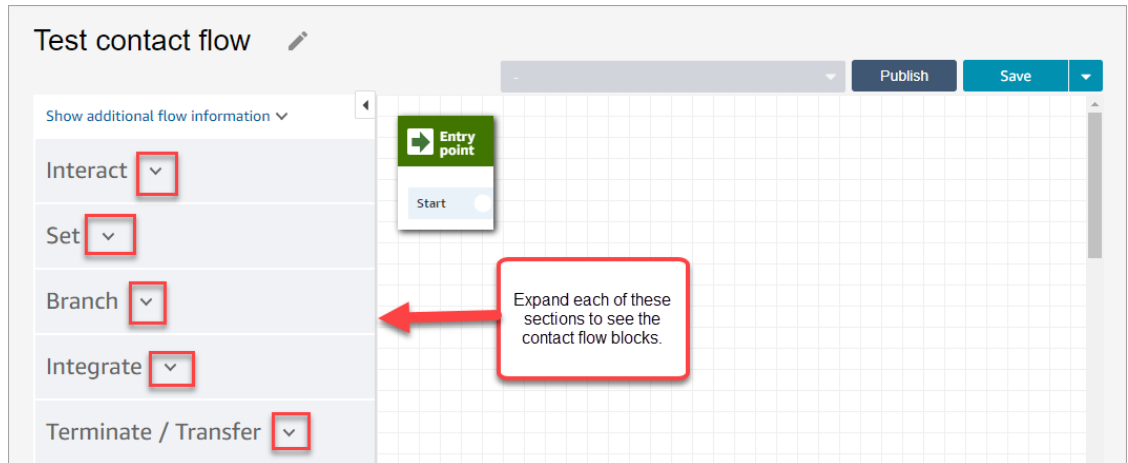 Test contact flow
-
Publish
Save
Show additional flow information
Interact
Set
Branch
Integrate
Terminate / Transfer
Entry
point
Start
Expand each of these
sections to see the
contact flow blocks.